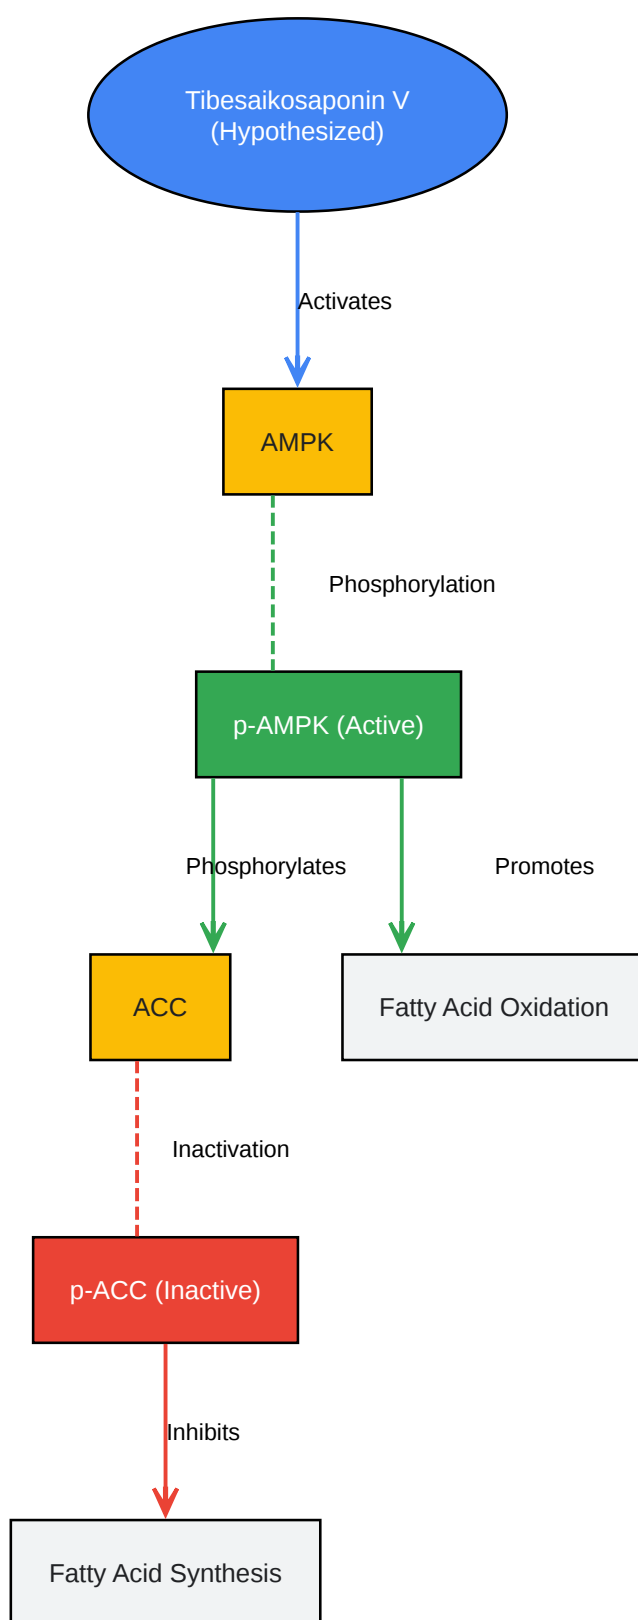 Tibesaikosaponin V
(Hypothesized)
Activates
AMPK
Phosphorylation
p-AMPK (Active)
Phosphorylates
Promotes
ACC
Fatty Acid Oxidation
Inactivation
p-ACC (Inactive)
Inhibits
Fatty Acid Synthesis